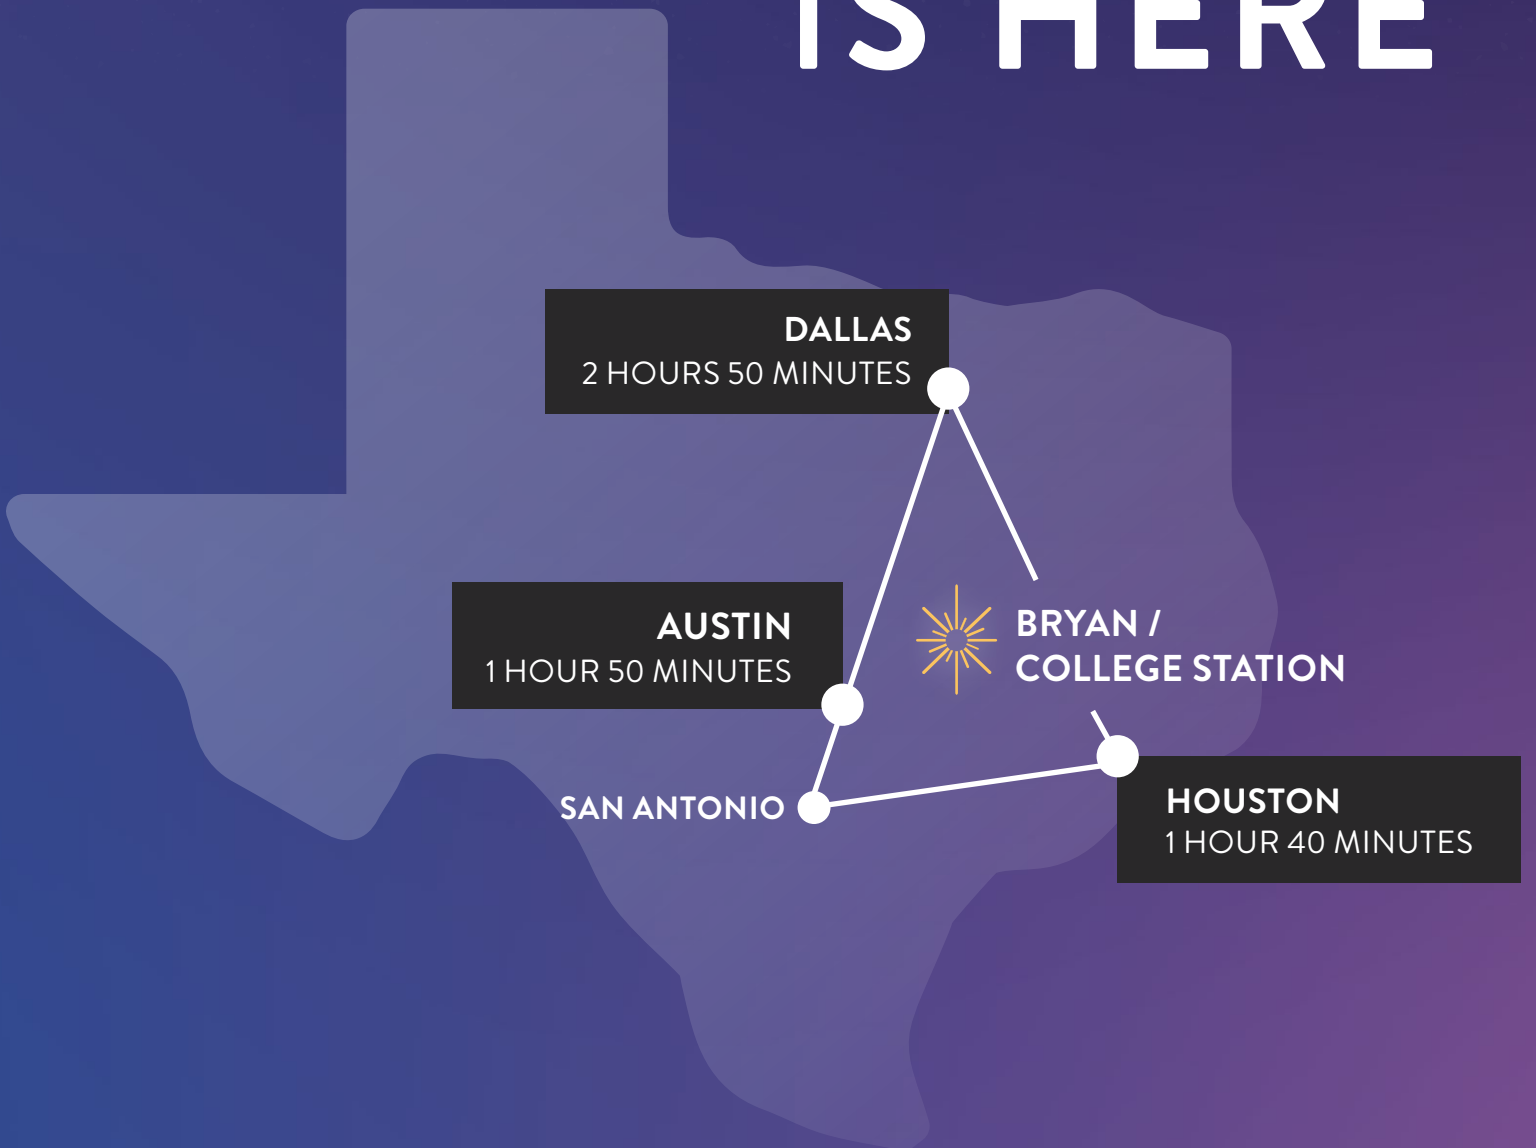 IS HERE
DALLAS
2 HOURS 50 MINUTES
AUSTIN
1 HOUR 50 MINUTES
BRYAN /
COLLEGE STATION
SAN ANTONIO
HOUSTON
1 HOUR 40 MINUTES